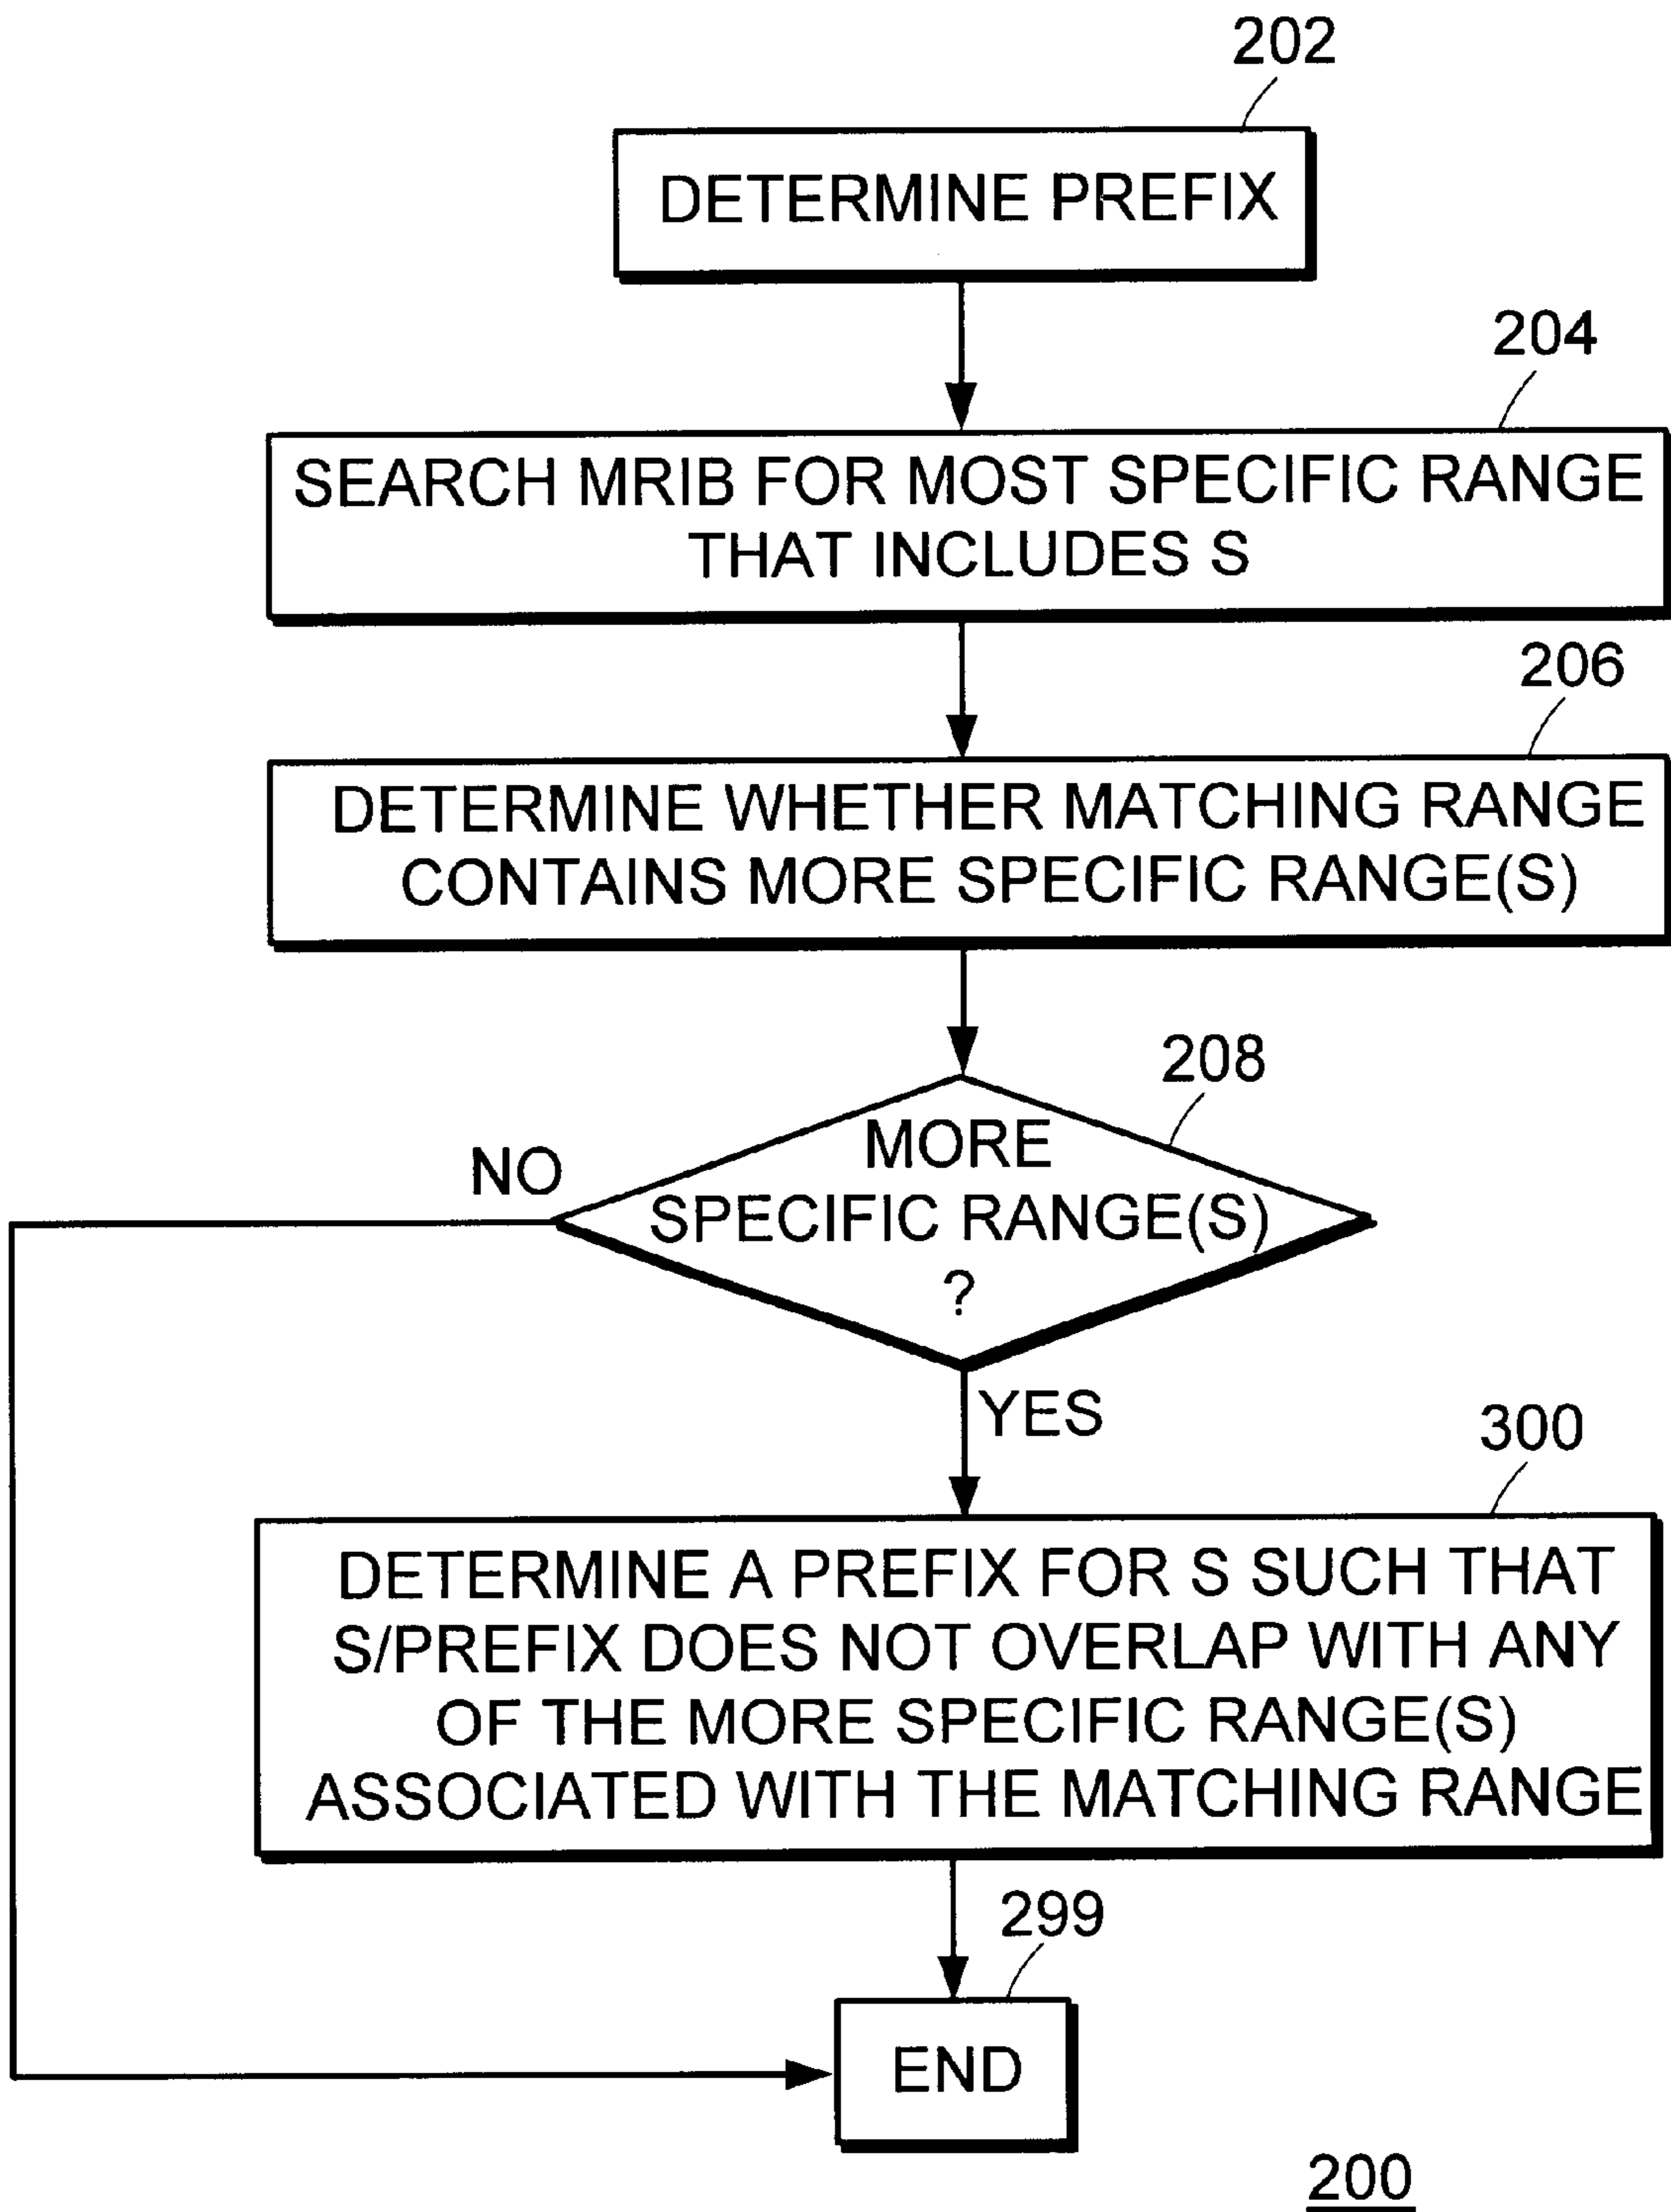 202
DETERMINE PREFIX
204
SEARCH MRIB FOR MOST SPECIFIC RANGE
THAT INCLUDES S
206
DETERMINE WHETHER MATCHING RANGE
CONTAINS MORE SPECIFIC RANGE(S)
208
NO
MORE
SPECIFIC RANGE(S)
?
YES
300
DETERMINE A PREFIX FOR S SUCH THAT
S/PREFIX DOES NOT OVERLAP WITH ANY
OF THE MORE SPECIFIC RANGE(S)
ASSOCIATED WITH THE MATCHING RANGE
299
END
200